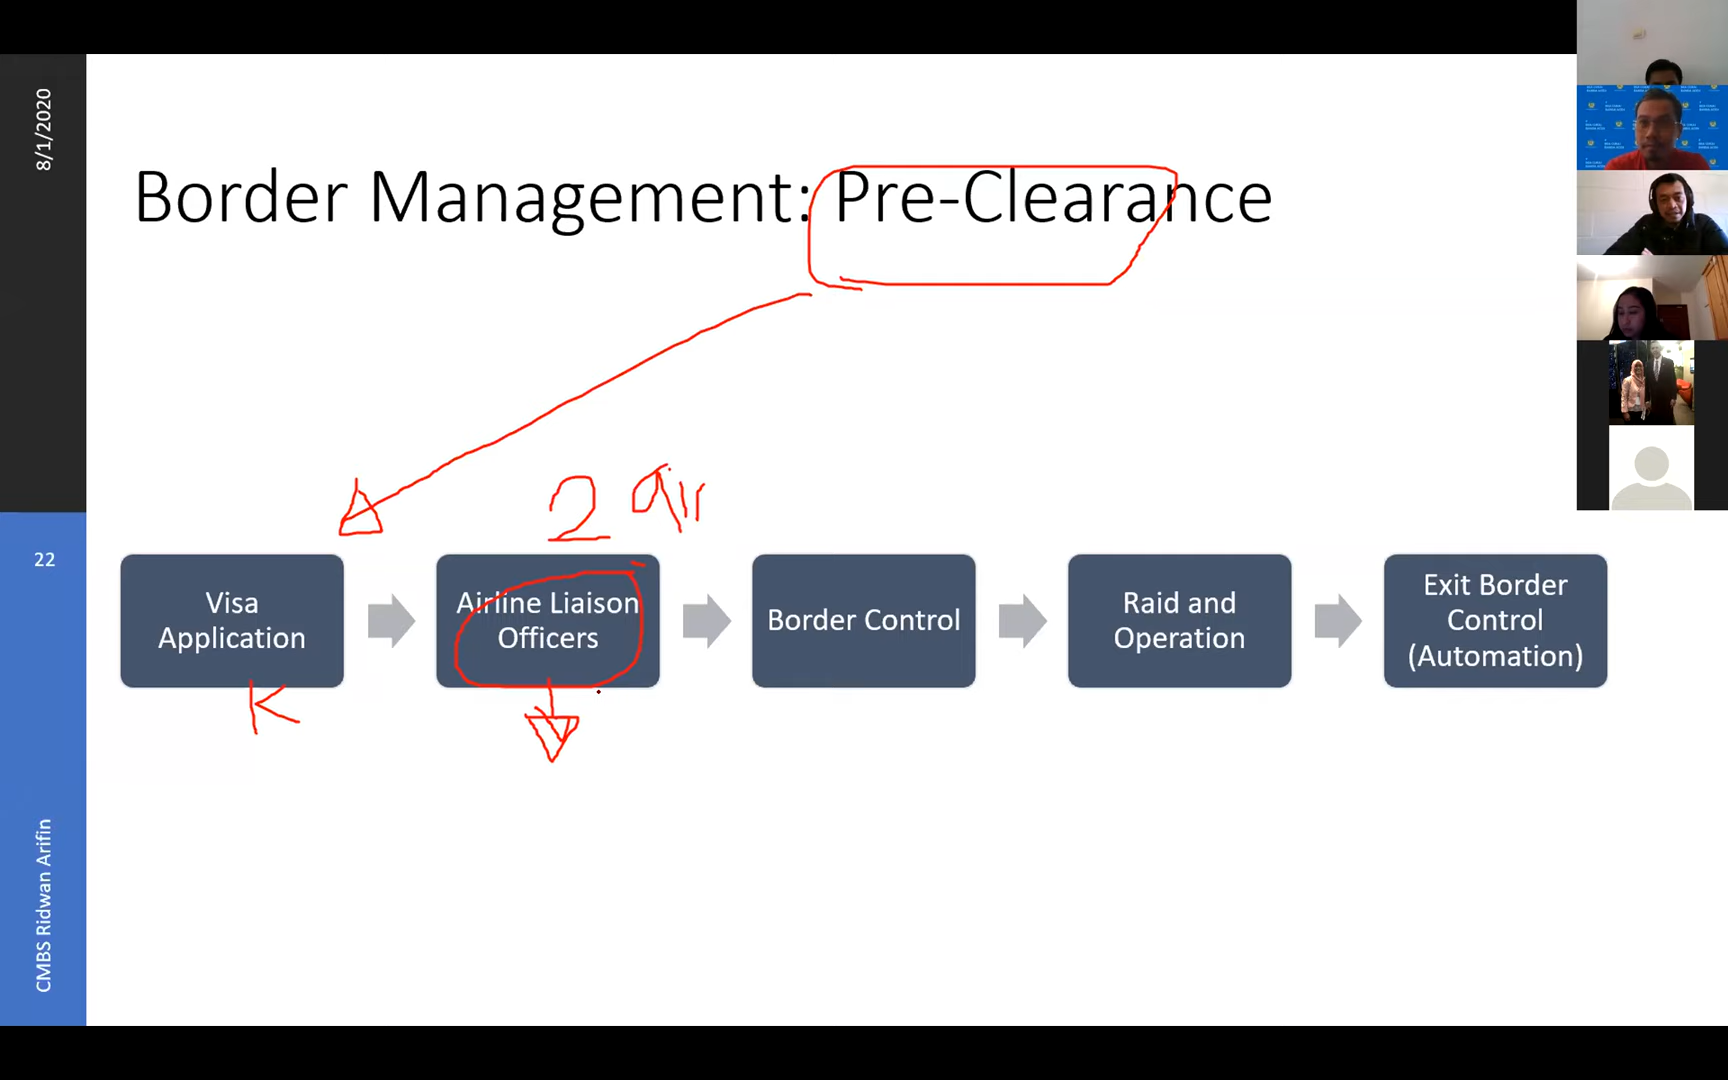 8/1/2020
Border Management: Pre-Clearance
2 air
Visa
Application
Airline Liaison
Officers
Border Control
Raid and
Operation
Exit Border
Control
(Automation)
K
22
CMBS Ridwan Arifin